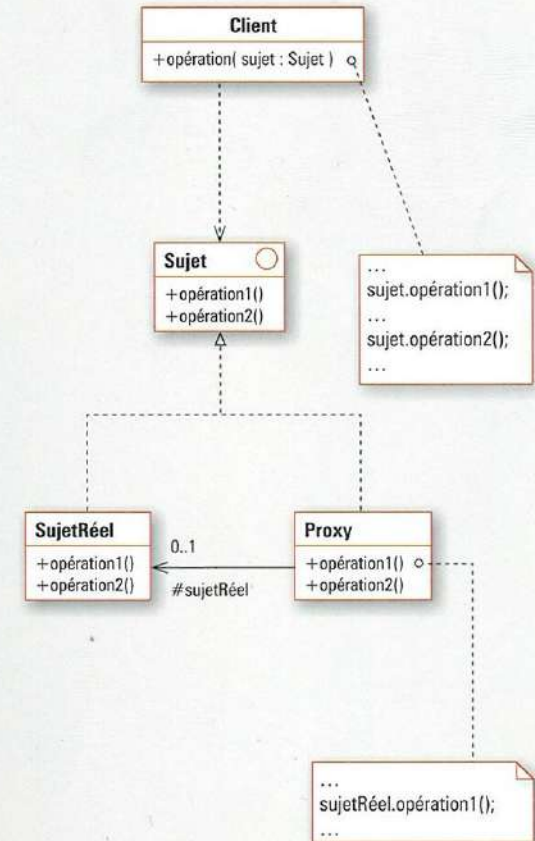 Client
+opération( sujet : Sujet )
Sujet
+opération1()
+opération2()
...
sujet.opération1();
...
sujet.opération2();
...
SujetRéel
+opération1()
+opération2()
0..1
#sujetRéel
Proxy
+opération1()
+opération2()
...
sujetRéel.opération1();
...